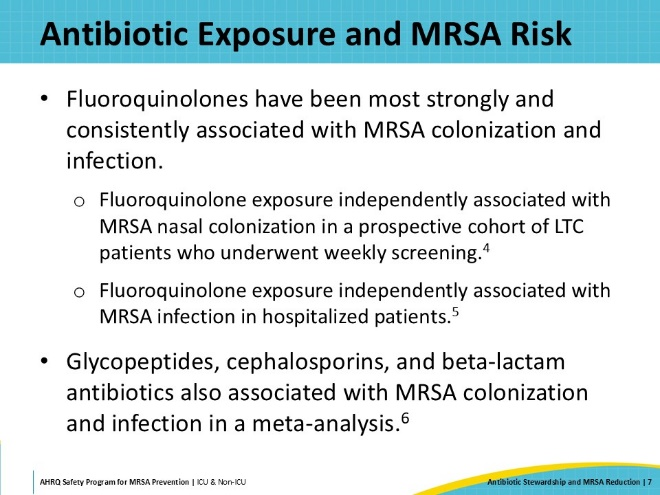 Antibiotic Exposure and MRSA Risk
• Fluoroquinolones have been most strongly and
consistently associated with MRSA colonization and
infection.
o Fluoroquinolone exposure independently associated with
MRSA nasal colonization in a prospective cohort of LTC
patients who underwent weekly screening.⁴
o Fluoroquinolone exposure independently associated with
MRSA infection in hospitalized patients.⁵
• Glycopeptides, cephalosporins, and beta-lactam
antibiotics also associated with MRSA colonization
and infection in a meta-analysis.⁶
AHRQ Safety Program for MRSA Prevention | ICU & Non-ICU
Antibiotic Stewardship and MRSA Reduction | 7